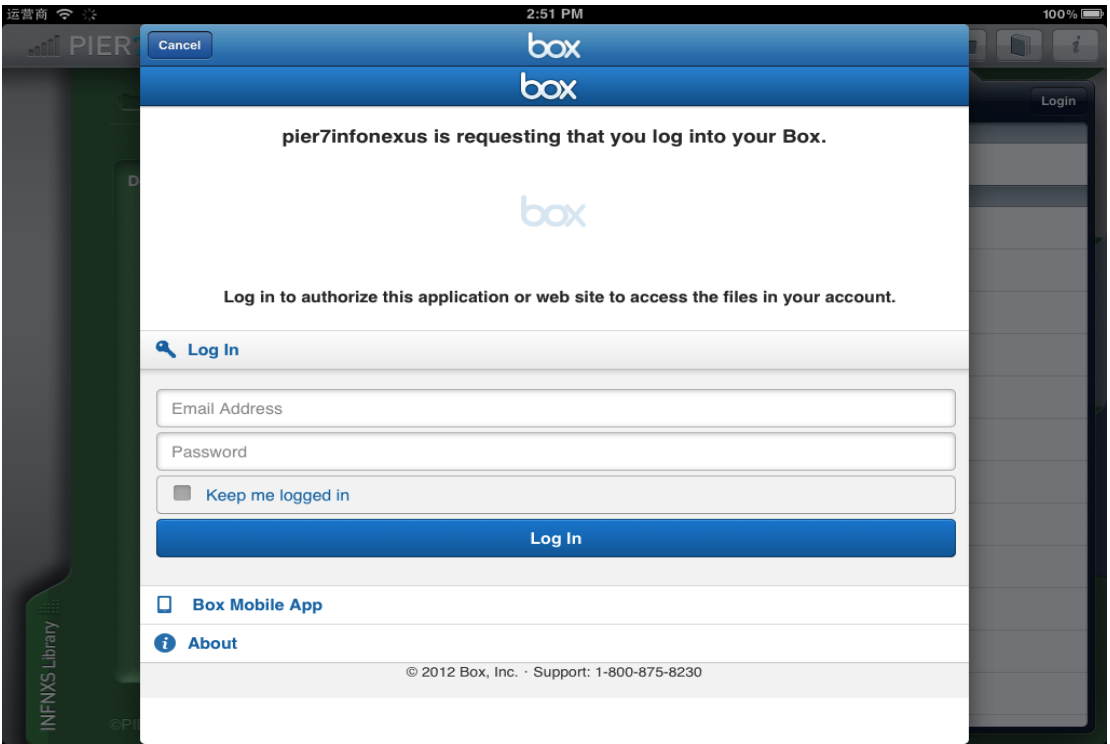 运营商 2:51 PM 100%
PIER
Cancel box
box
Login
pier7infonexus is requesting that you log into your Box.
box
Log in to authorize this application or web site to access the files in your account.
Log In
Email Address
Password
Keep me logged in
Log In
Box Mobile App
About
© 2012 Box, Inc. · Support: 1-800-875-8230
INFNXS Library
©PI